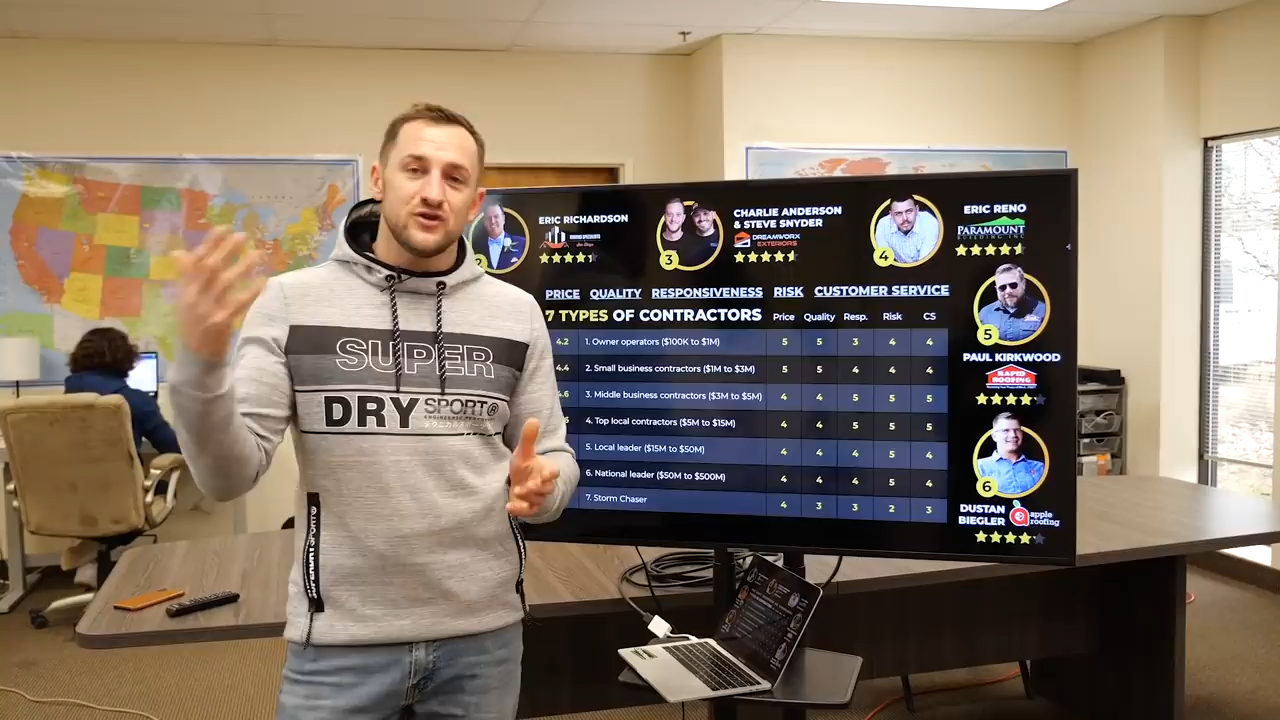 ERIC RICHARDSON
CHARLIE ANDERSON
& STEVE SNYDER
DREAMWORX
EXTERIORS
ERIC RENO
PARAMOUNT
3
4
PRICE QUALITY RESPONSIVENESS RISK CUSTOMER SERVICE
7 TYPES OF CONTRACTORS Price Quality Resp. Risk CS
4.2 1. Owner operators ($100K to $1M) 5 5 3 4 4
4.4 2. Small business contractors ($1M to $3M) 5 5 4 4 4
3. Middle business contractors ($3M to $5M) 4 4 5 5 5
4. Top local contractors ($5M to $15M) 4 4 5 5 5
5. Local leader ($15M to $50M) 4 4 4 5 4
6. National leader ($50M to $500M) 4 4 4 5 4
7. Storm Chaser 4 3 3 2 3
5
PAUL KIRKWOOD
RAPID
ROOFING
6
DUSTAN
BIEGLER
apple
roofing
SUPER
DRY SPORT®